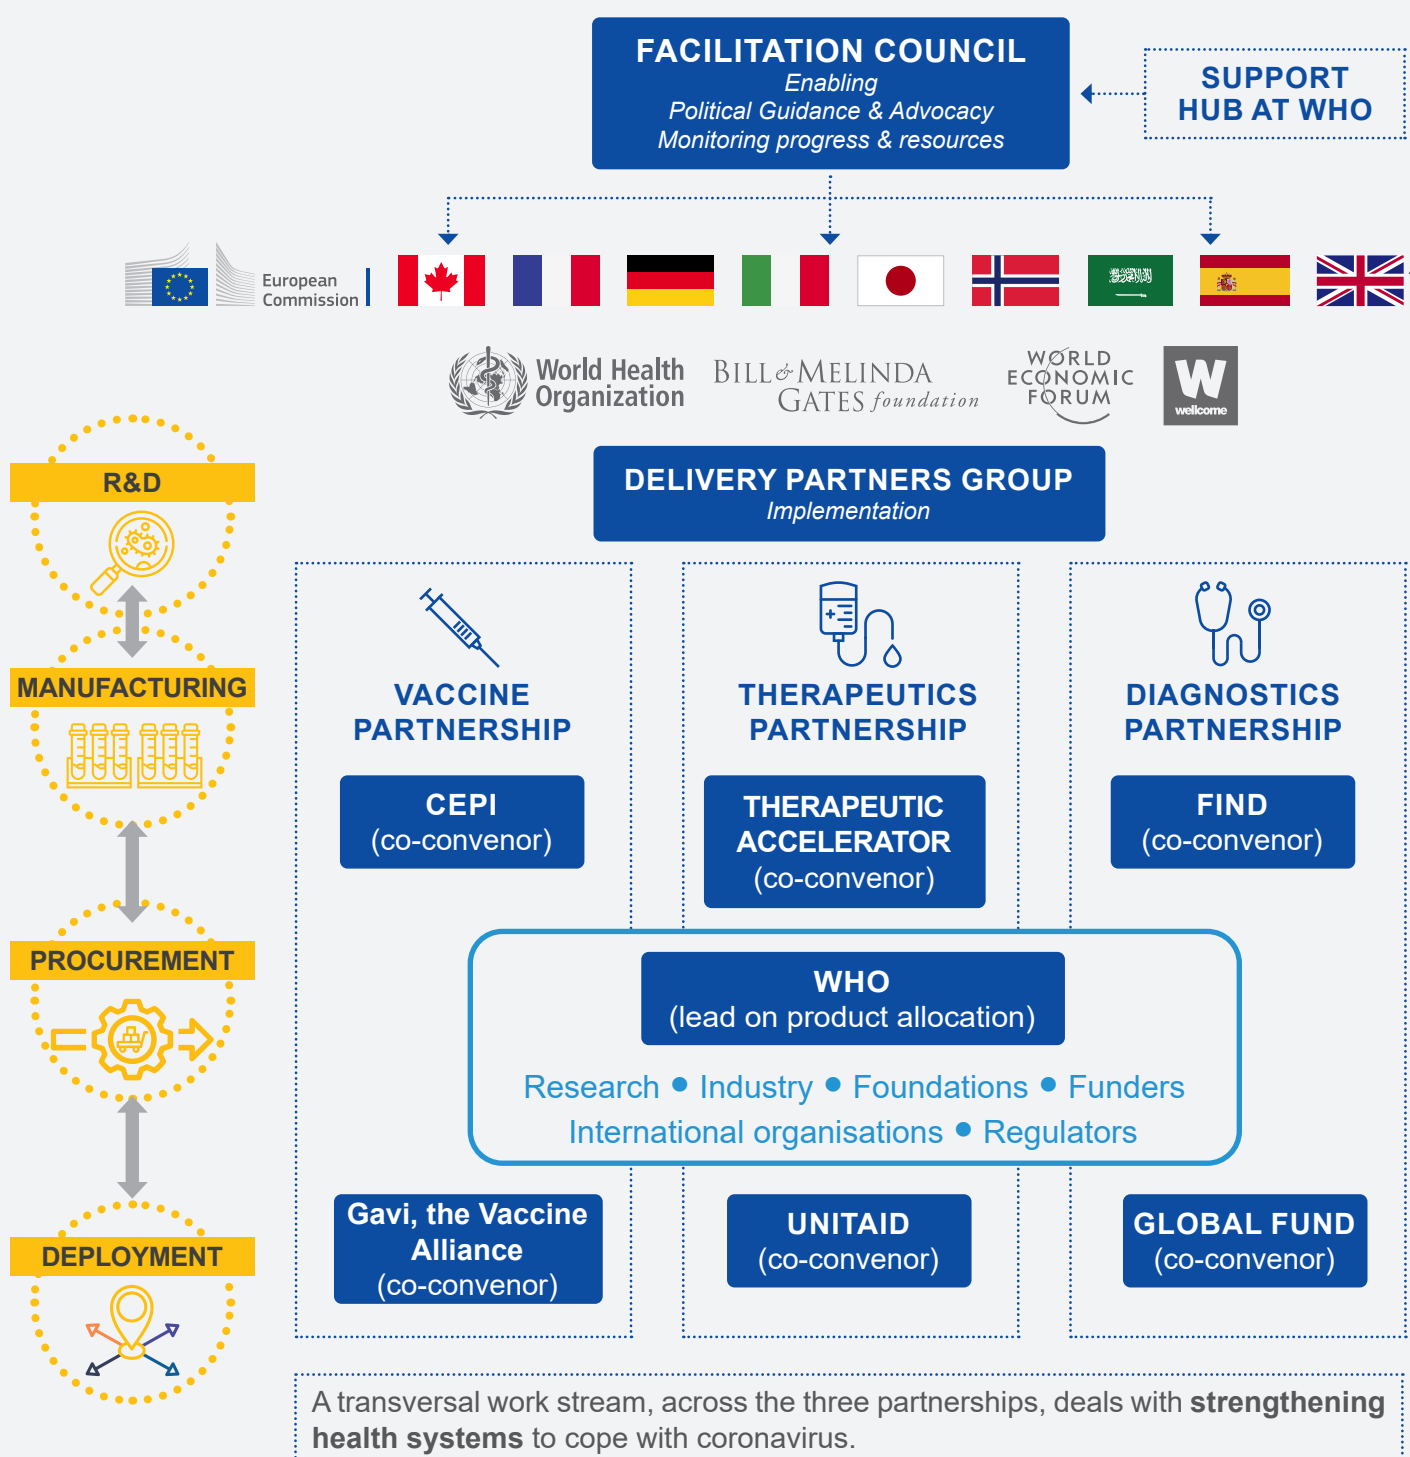 FACILITATION COUNCIL
Enabling
Political Guidance & Advocacy
Monitoring progress & resources
SUPPORT
HUB AT WHO
European
Commission
World Health
Organization
BILL & MELINDA
GATES foundation
WORLD
ECONOMIC
FORUM
W
wellcome
DELIVERY PARTNERS GROUP
Implementation
R&D
MANUFACTURING
PROCUREMENT
DEPLOYMENT
VACCINE
PARTNERSHIP
CEPI
(co-convenor)
THERAPEUTICS
PARTNERSHIP
THERAPEUTIC
ACCELERATOR
(co-convenor)
DIAGNOSTICS
PARTNERSHIP
FIND
(co-convenor)
WHO
(lead on product allocation)
Research • Industry • Foundations • Funders
International organisations • Regulators
Gavi, the Vaccine
Alliance
(co-convenor)
UNITAID
(co-convenor)
GLOBAL FUND
(co-convenor)
A transversal work stream, across the three partnerships, deals with strengthening
health systems to cope with coronavirus.